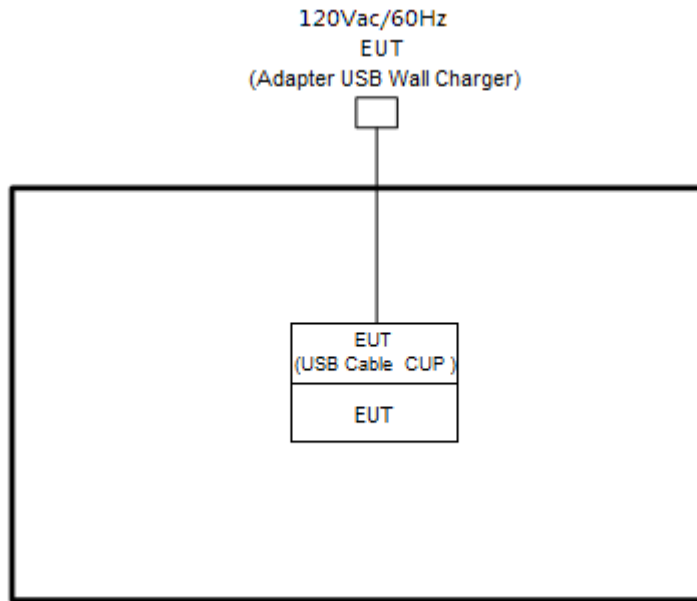 120Vac/60Hz
EUT
(Adapter USB Wall Charger)
EUT
(USB Cable CUP )
EUT